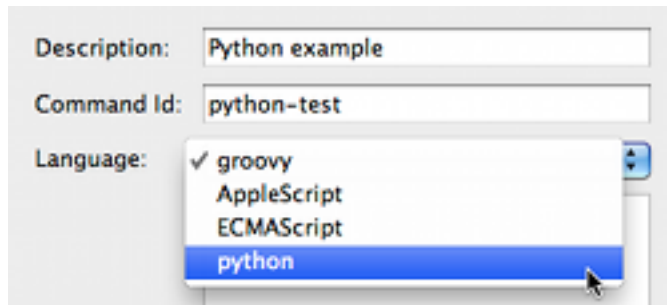 Description: Python example
Command Id: python-test
Language: ✓ groovy
AppleScript
ECMAScript
python